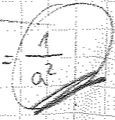 = 1/a²